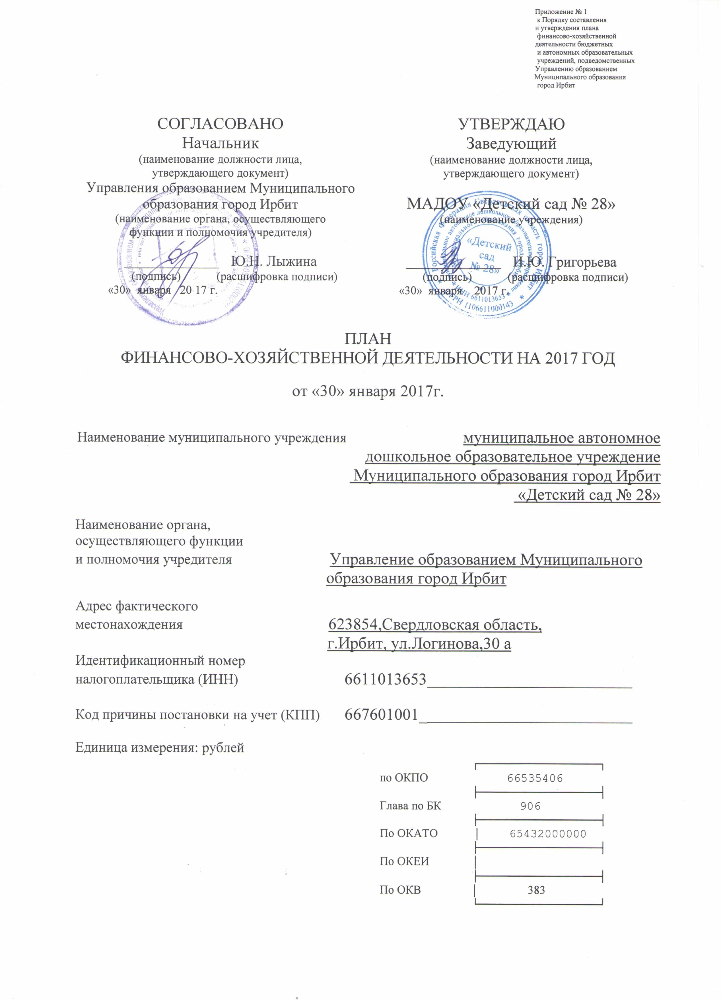 Приложение № 1
к Порядку составления
и утверждения плана
финансово-хозяйственной
деятельности бюджетных
и автономных образовательных
учреждений, подведомственных
Управлению образованием
Муниципального образования
город Ирбит
СОГЛАСОВАНО
Начальник
(наименование должности лица,
утверждающего документ)
Управления образованием Муниципального
образования город Ирбит
(наименование органа, осуществляющего
функции и полномочия учредителя)
Ю.Н. Лыжина
(подпись) (расшифровка подписи)
«30» января 20 17 г.
УТВЕРЖДАЮ
Заведующий
(наименование должности лица,
утверждающего документ)
МАДОУ «Детский сад № 28»
(наименование учреждения)
И.Ю. Григорьева
(подпись) (расшифровка подписи)
«30» января 2017 г.
Российская Федерация Свердловская область город Ирбит
ОГРН 1106611000143
ИНН 6611013653
«Детский
сад
№ 28»
ПЛАН
ФИНАНСОВО-ХОЗЯЙСТВЕННОЙ ДЕЯТЕЛЬНОСТИ НА 2017 ГОД
от «30» января 2017г.
Наименование муниципального учреждения муниципальное автономное
дошкольное образовательное учреждение
Муниципального образования город Ирбит
«Детский сад № 28»
Наименование органа,
осуществляющего функции
и полномочия учредителя Управление образованием Муниципального
образования город Ирбит
Адрес фактического
местонахождения 623854,Свердловская область,
г.Ирбит, ул.Логинова,30 а
Идентификационный номер
налогоплательщика (ИНН) 6611013653
Код причины постановки на учет (КПП) 667601001
Единица измерения: рублей
по ОКПО 66535406
Глава по БК 906
По ОКАТО 65432000000
По ОКЕИ
По ОКВ 383